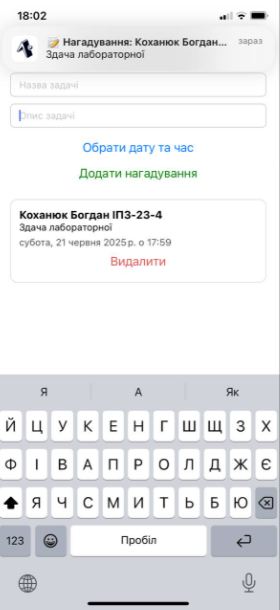 18:02
📝 Нагадування: Коханюк Богдан...
зараз
Здача лабораторної
Назва задачі
Опис задачі
Обрати дату та час
Додати нагадування
Коханюк Богдан ІПЗ-23-4
Здача лабораторної
субота, 21 червня 2025 р. о 17:59
Видалити
Я А Як
Й Ц У К Е Н Г Ш Щ З Х
Ф І В А П Р О Л Д Ж Є
Я Ч С М И Т Ь Б Ю
123 Пробіл